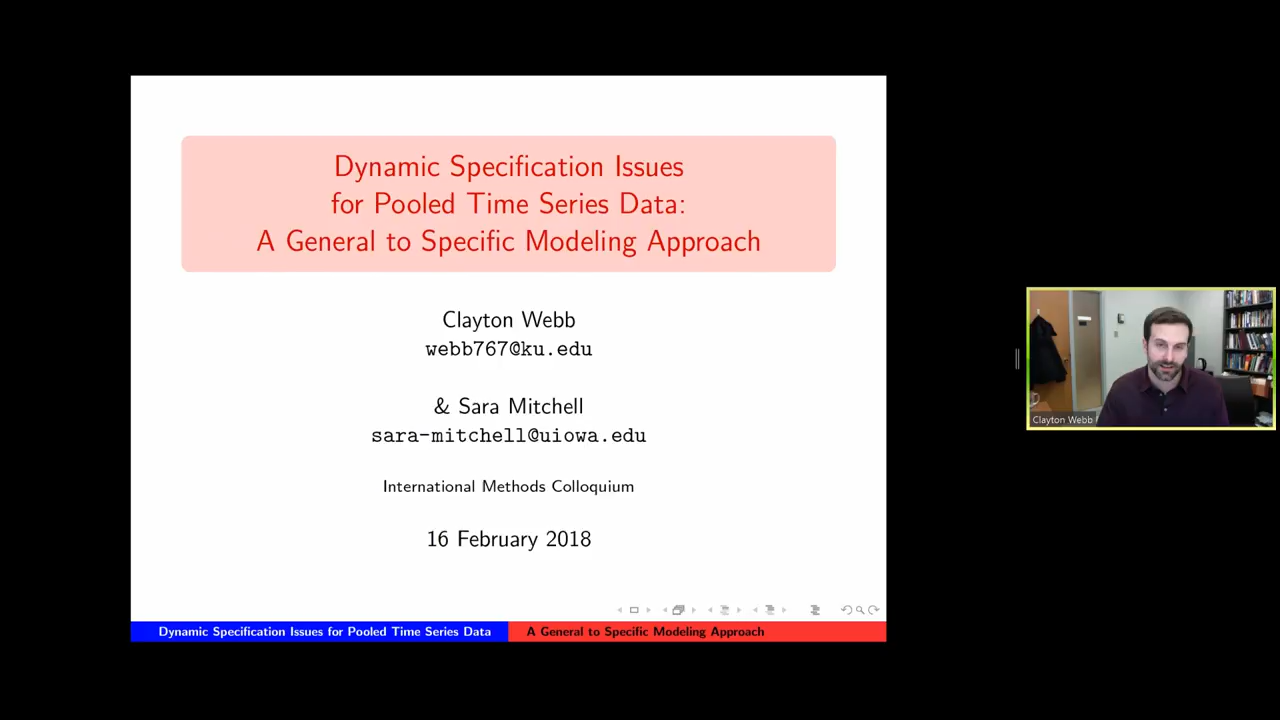 Dynamic Specification Issues
for Pooled Time Series Data:
A General to Specific Modeling Approach
Clayton Webb
webb767@ku.edu
& Sara Mitchell
sara-mitchell@uiowa.edu
International Methods Colloquium
16 February 2018
Dynamic Specification Issues for Pooled Time Series Data
A General to Specific Modeling Approach
Clayton Webb